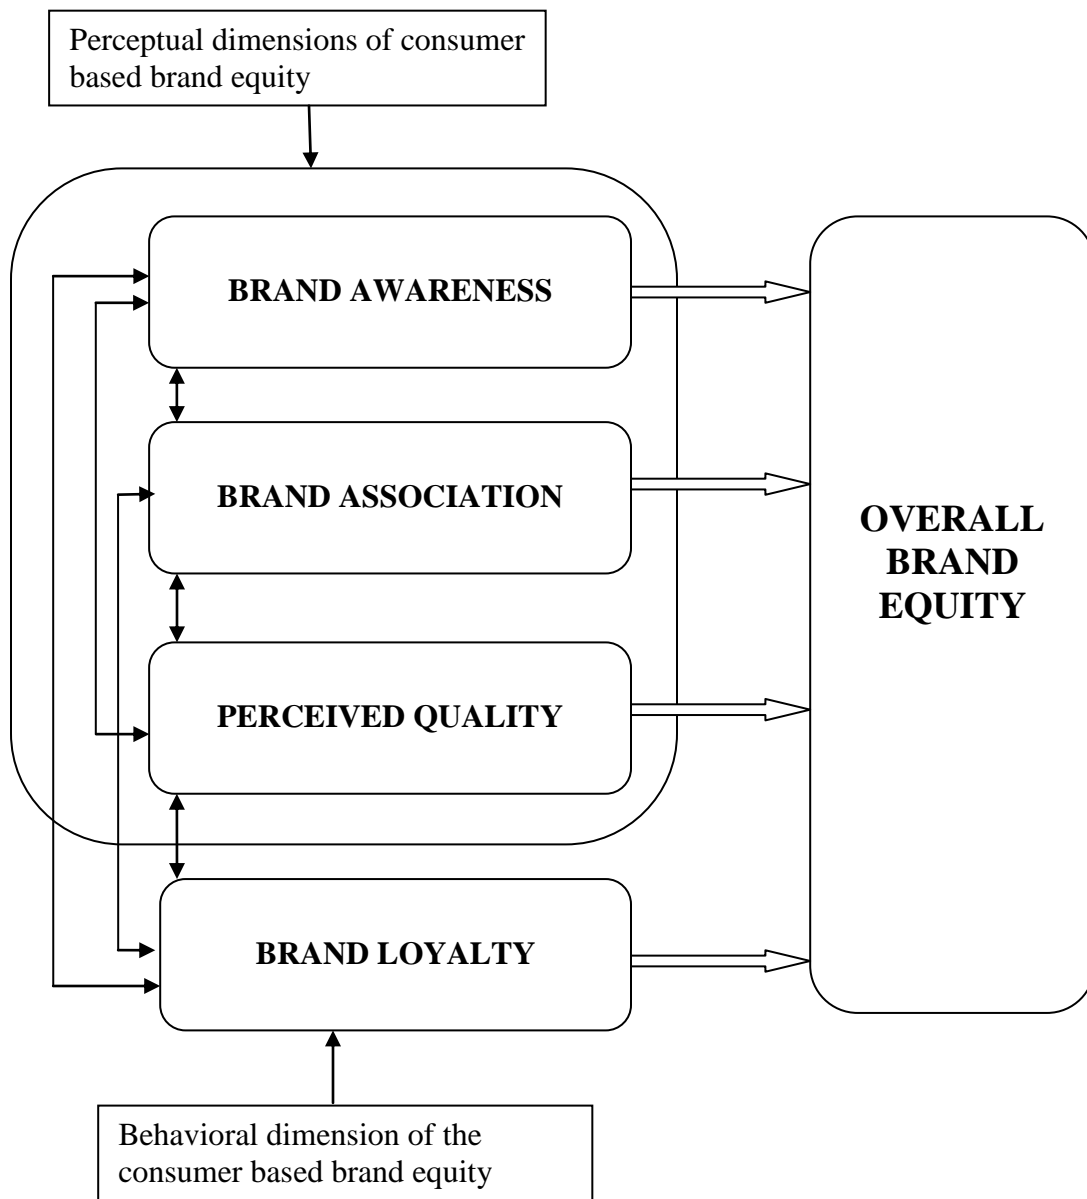 Perceptual dimensions of consumer
based brand equity
BRAND AWARENESS
BRAND ASSOCIATION
PERCEIVED QUALITY
BRAND LOYALTY
OVERALL
BRAND
EQUITY
Behavioral dimension of the
consumer based brand equity